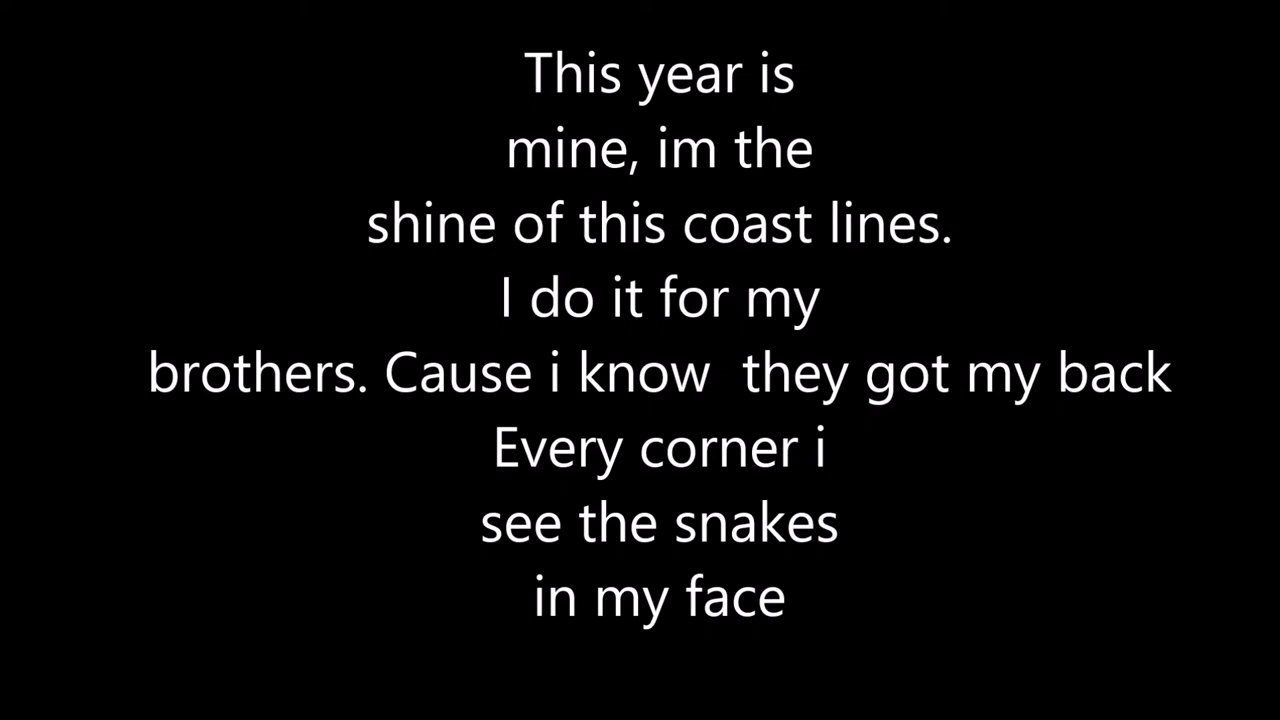 This year is
mine, im the
shine of this coast lines.
I do it for my
brothers. Cause i know  they got my back
Every corner i
see the snakes
in my face